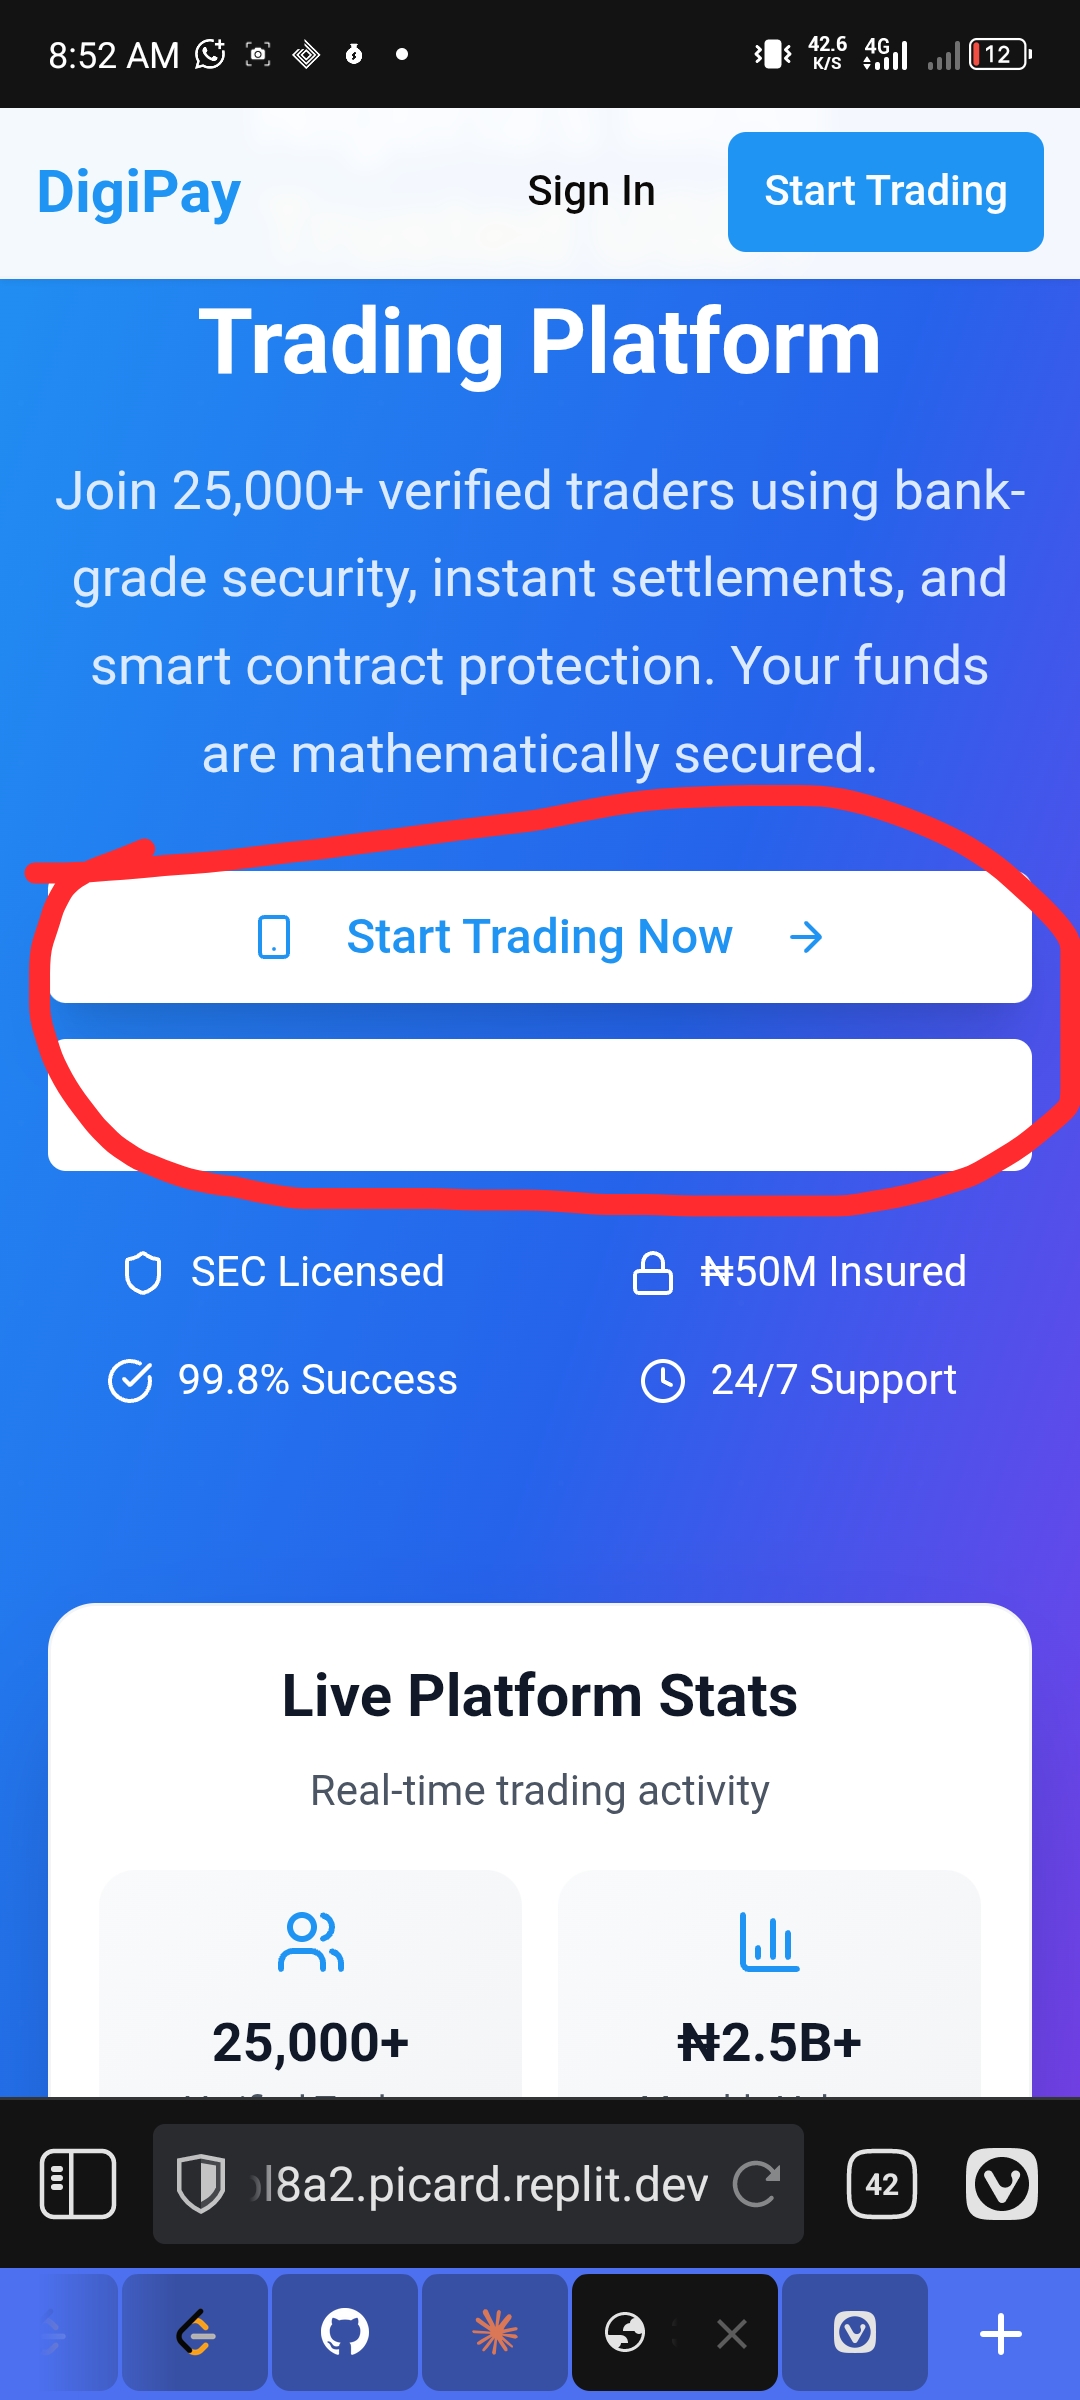 8:52 AM
42.6 K/S
4G
12
DigiPay
Sign In
Start Trading
Trading Platform
Join 25,000+ verified traders using bank-
grade security, instant settlements, and
smart contract protection. Your funds
are mathematically secured.
Start Trading Now
SEC Licensed
₦50M Insured
99.8% Success
24/7 Support
Live Platform Stats
Real-time trading activity
25,000+
₦2.5B+
l8a2.picard.replit.dev
42